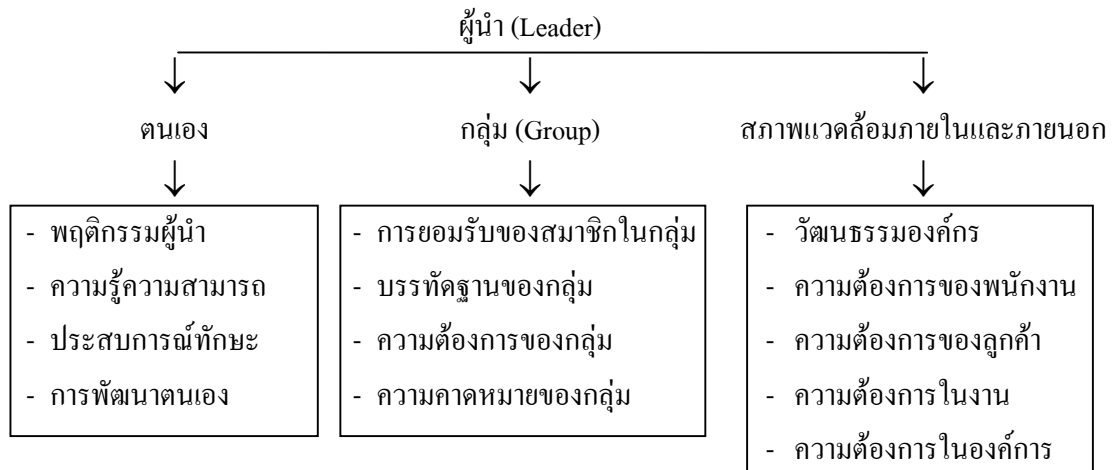 ผู้นำ (Leader)
ตนเอง
กลุ่ม (Group)
สภาพแวดล้อมภายในและภายนอก
- พฤติกรรมผู้นำ
- ความรู้ความสามารถ
- ประสบการณ์ทักษะ
- การพัฒนาตนเอง
- การยอมรับของสมาชิกในกลุ่ม
- บรรทัดฐานของกลุ่ม
- ความต้องการของกลุ่ม
- ความคาดหมายของกลุ่ม
- วัฒนธรรมองค์กร
- ความต้องการของพนักงาน
- ความต้องการของลูกค้า
- ความต้องการในงาน
- ความต้องการในองค์การ